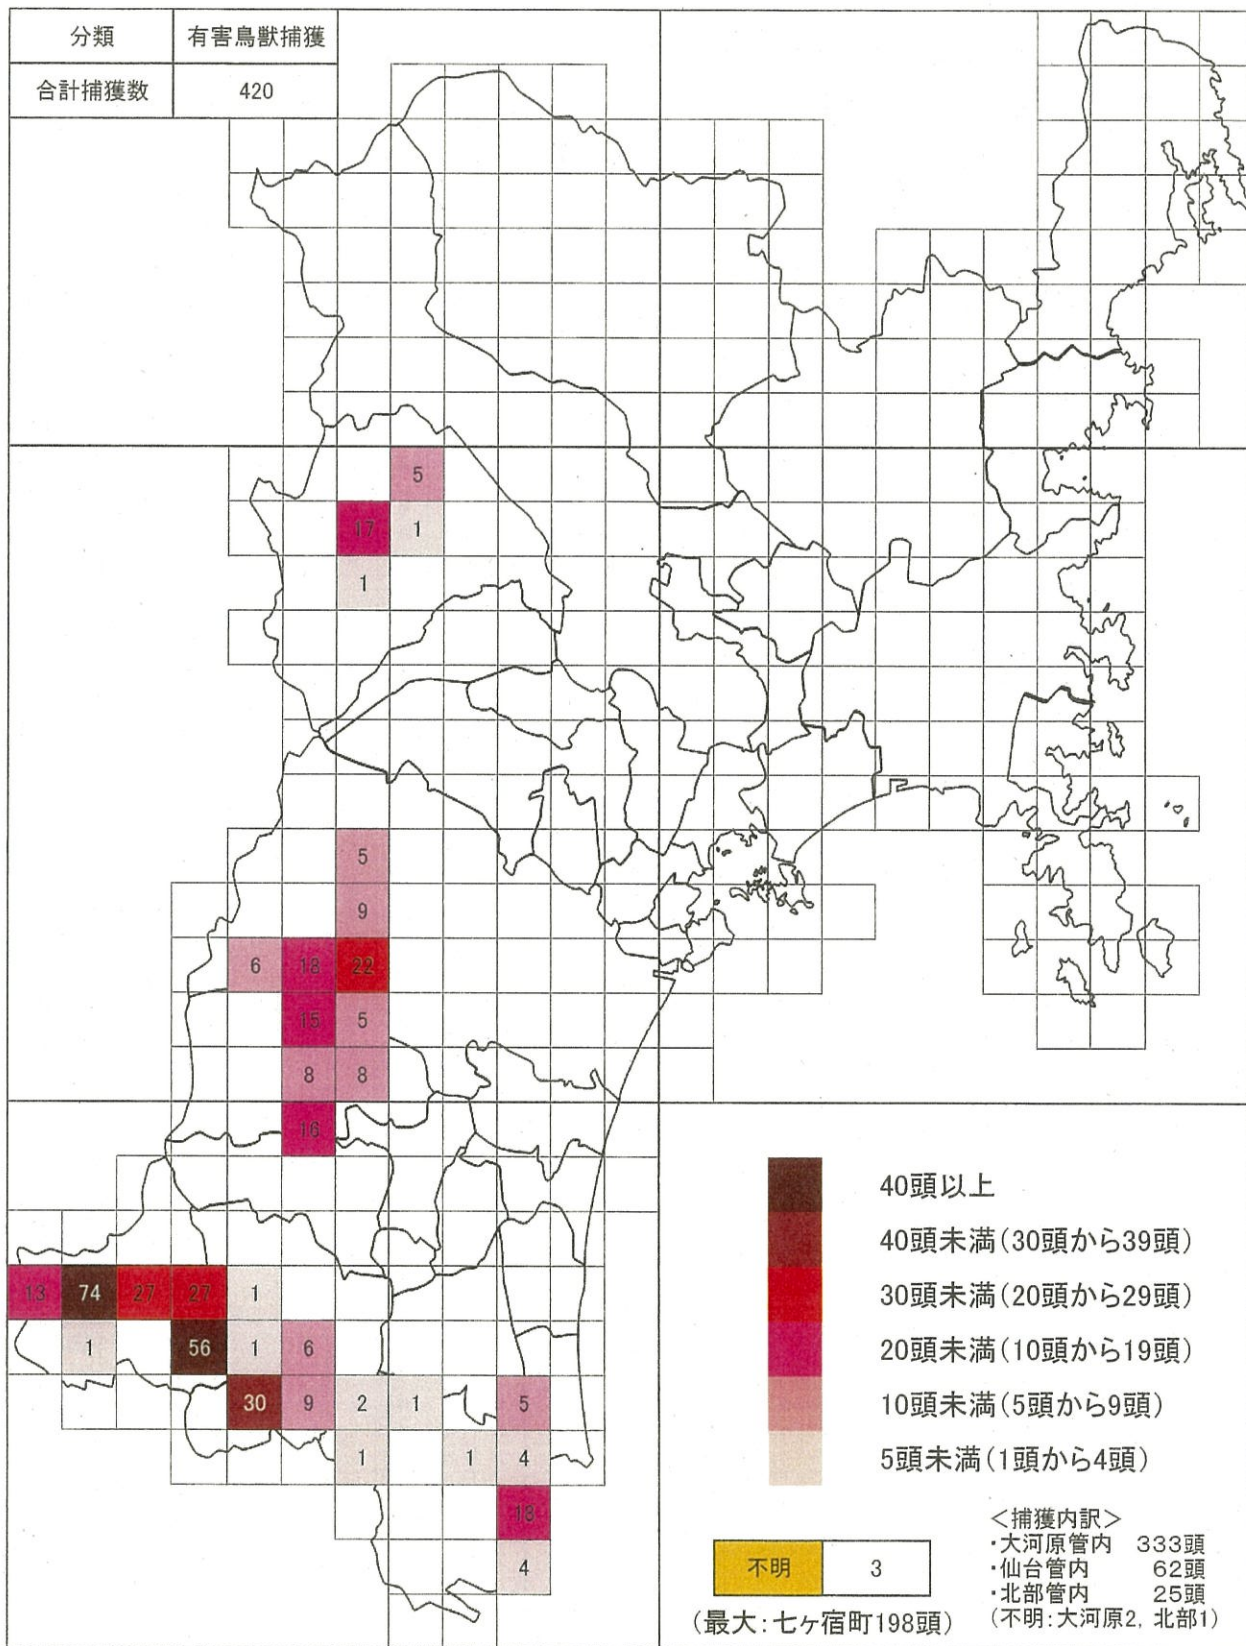 分類 有害鳥獣捕獲
合計捕獲数 420
5
17 1
1
5
9
6 18 22
15 5
8 8
16
13 74 27 27 1
1 56 1 6
30 9 2 1 5
1 1 4
18
4
40頭以上
40頭未満(30頭から39頭)
30頭未満(20頭から29頭)
20頭未満(10頭から19頭)
10頭未満(5頭から9頭)
5頭未満(1頭から4頭)
不明 3
(最大:七ヶ宿町198頭)
<捕獲内訳>
・大河原管内 333頭
・仙台管内 62頭
・北部管内 25頭
(不明:大河原2, 北部1)